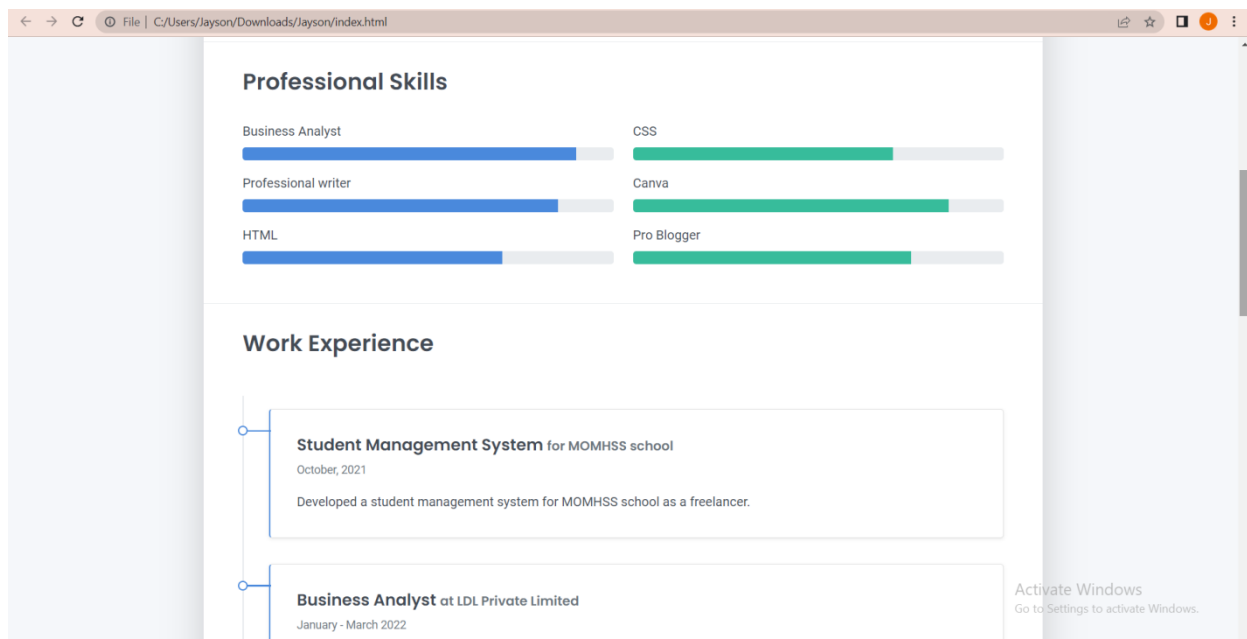 File | C:/Users/Jayson/Downloads/Jayson/index.html
J
Professional Skills
Business Analyst
CSS
Professional writer
Canva
HTML
Pro Blogger
Work Experience
Student Management System for MOMHSS school
October, 2021
Developed a student management system for MOMHSS school as a freelancer.
Business Analyst at LDL Private Limited
January - March 2022
Activate Windows
Go to Settings to activate Windows.